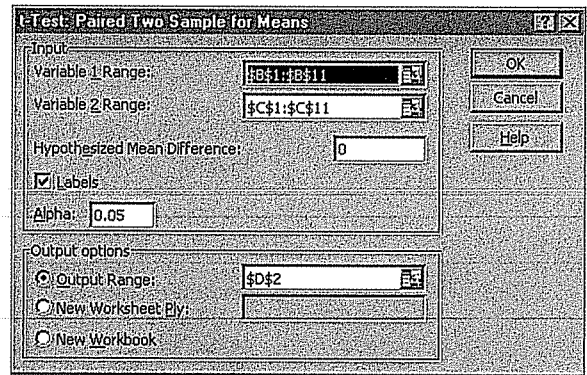 t-Test: Paired Two Sample for Means
Input
Variable 1 Range: $B$1:$B$11
Variable 2 Range: $C$1:$C$11
Hypothesized Mean Difference: 0
Labels
Alpha: 0.05
OK
Cancel
Help
Output options
Output Range: $D$2
New Worksheet Ply:
New Workbook